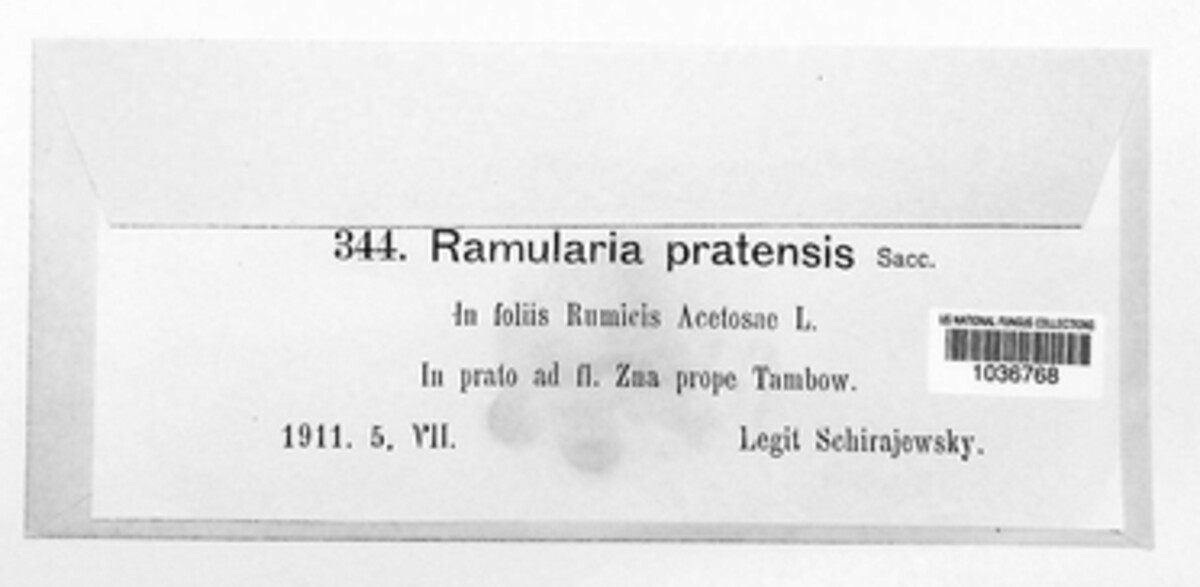 344. Ramularia pratensis Sacc.
In foliis Rumicis Acetosae L.
US NATIONAL FUNGUS COLLECTIONS
1036768
In prato ad fl. Zna prope Tambow.
1911. 5. VII. Legit Schirajewsky.